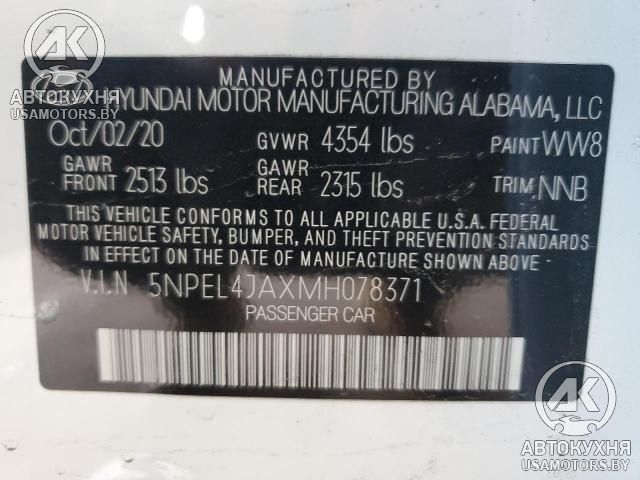 MANUFACTURED BY
HYUNDAI MOTOR MANUFACTURING ALABAMA, LLC
Oct/02/20 GVWR 4354 lbs PAINT WW8
GAWR FRONT 2513 lbs GAWR REAR 2315 lbs TRIM NNB
THIS VEHICLE CONFORMS TO ALL APPLICABLE U.S.A. FEDERAL
MOTOR VEHICLE SAFETY, BUMPER, AND THEFT PREVENTION STANDARDS
IN EFFECT ON THE DATE OF MANUFACTURE SHOWN ABOVE.
V.I.N 5NPEL4JAXMH078371
PASSENGER CAR
AK
АВТОКУХНЯ
USAMOTORS.BY
AK
АВТОКУХНЯ
USAMOTORS.BY